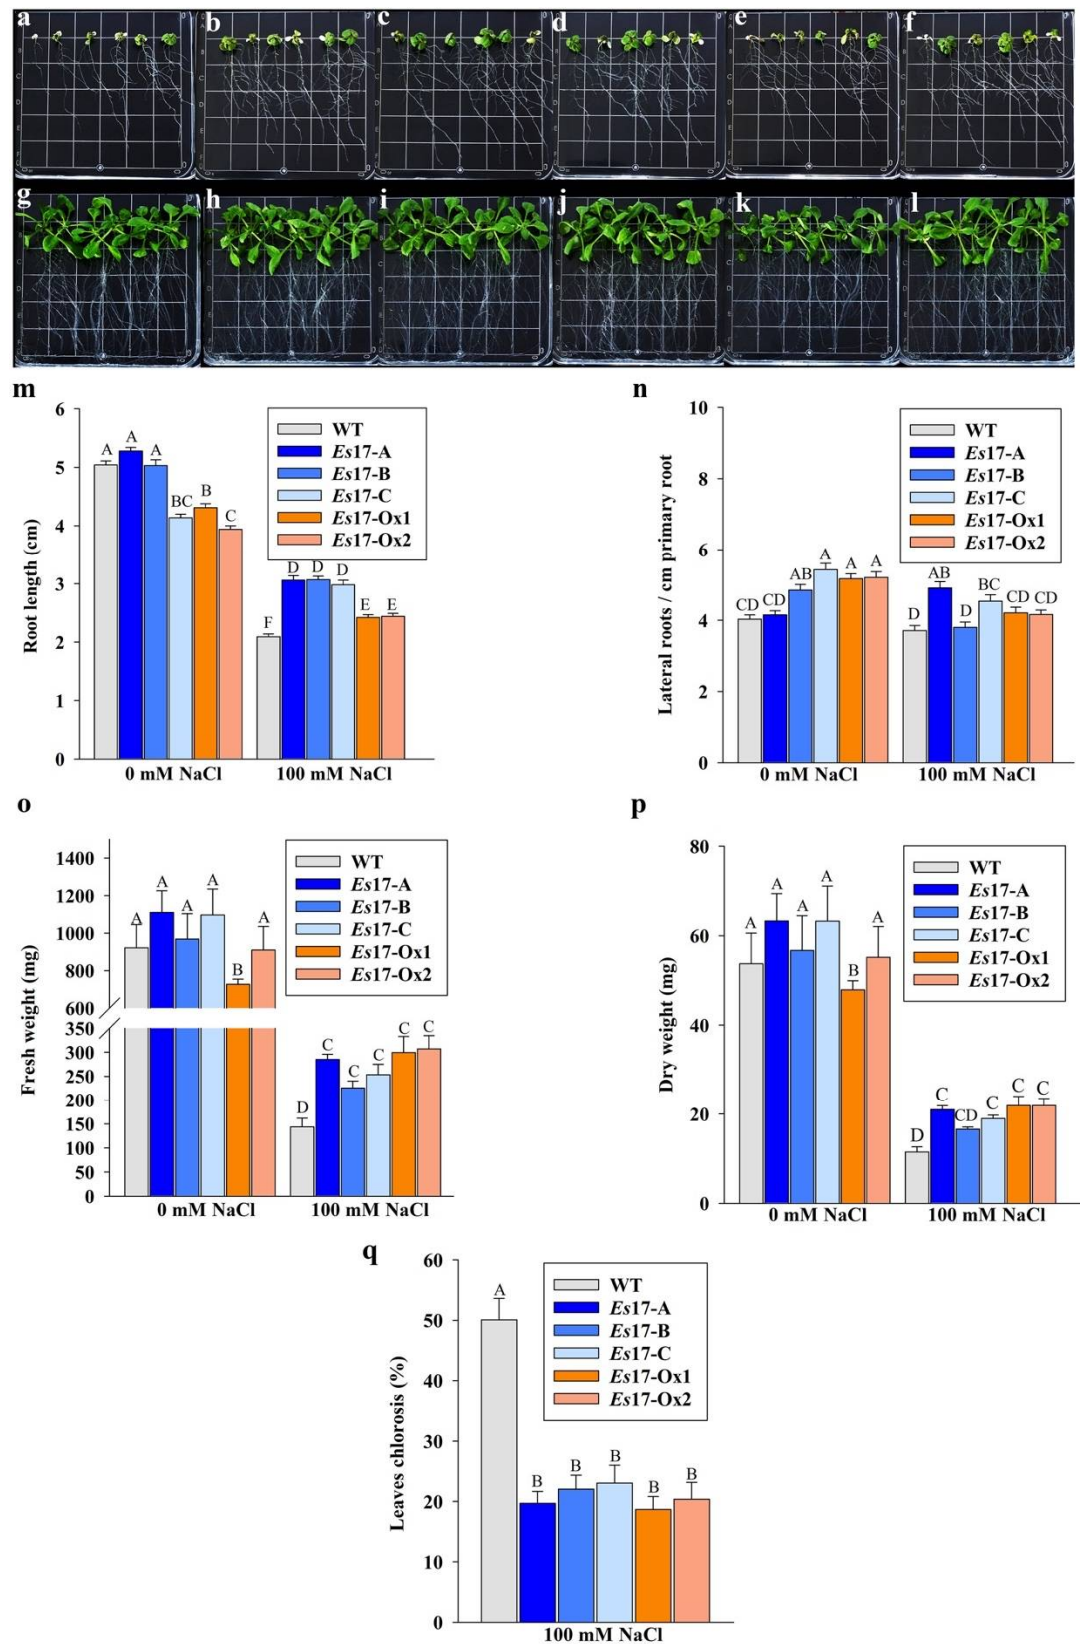 a b c d e f
g h i j k l
m
Root length (cm)
6
5
4
3
2
1
0
A A A BC B C
F D D D E E
WT
Es17-A
Es17-B
Es17-C
Es17-Ox1
Es17-Ox2
0 mM NaCl 100 mM NaCl
n
Lateral roots / cm primary root
10
8
6
4
2
0
CD CD AB A A A
D AB D BC CD CD
WT
Es17-A
Es17-B
Es17-C
Es17-Ox1
Es17-Ox2
0 mM NaCl 100 mM NaCl
o
Fresh weight (mg)
1400
1200
1000
800
600
350
300
250
200
150
100
50
0
A A A A B A
D C C C C C
WT
Es17-A
Es17-B
Es17-C
Es17-Ox1
Es17-Ox2
0 mM NaCl 100 mM NaCl
p
Dry weight (mg)
80
60
40
20
0
A A A A B A
D C CD C C C
WT
Es17-A
Es17-B
Es17-C
Es17-Ox1
Es17-Ox2
0 mM NaCl 100 mM NaCl
q
Leaves chlorosis (%)
60
50
40
30
20
10
0
A B B B B B
WT
Es17-A
Es17-B
Es17-C
Es17-Ox1
Es17-Ox2
100 mM NaCl